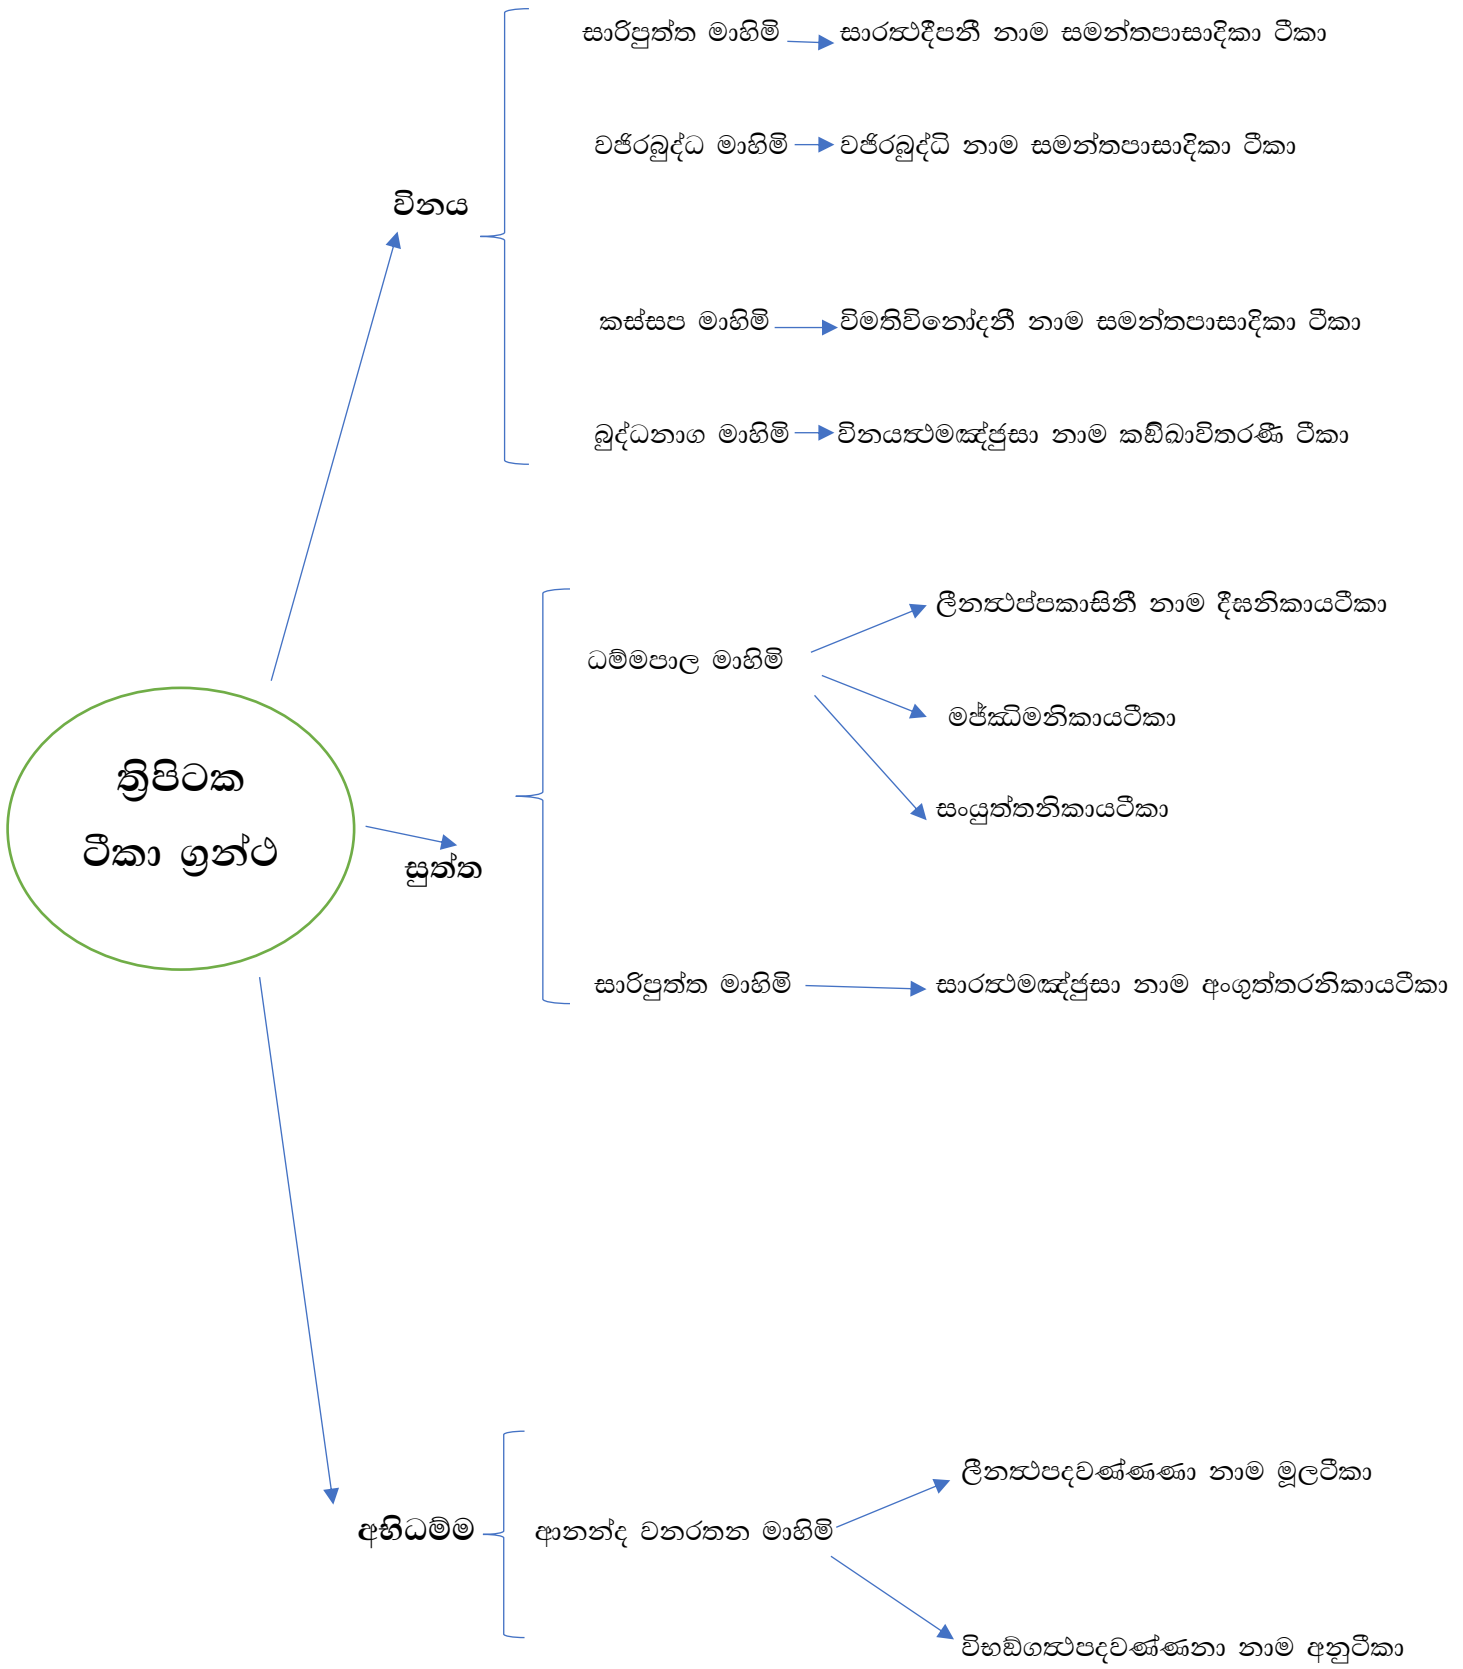 සාරිපුත්ත මාහිමි සාරත්‍ථදීපනී නාම සමන්තපාසාදිකා ටීකා
වජිරබුද්ධ මාහිමි වජිරබුද්ධි නාම සමන්තපාසාදිකා ටීකා
විනය
කස්සප මාහිමි විමතිවිනෝදනී නාම සමන්තපාසාදිකා ටීකා
බුද්ධනාග මාහිමි විනයත්‍ථමඤ්ජුසා නාම කඞ්ඛාවිතරණී ටීකා
ලීනත්‍ථප්පකාසිනී නාම දීඝනිකායටීකා
ධම්මපාල මාහිමි
මජ්ඣිමනිකායටීකා
ත්‍රිපිටක
සංයුත්තනිකායටීකා
ටීකා ග්‍රන්ථ
සුත්ත
සාරිපුත්ත මාහිමි සාරත්‍ථමඤ්ජුසා නාම අංගුත්තරනිකායටීකා
ලීනත්‍ථපදවණ්ණණා නාම මූලටීකා
අභිධම්ම ආනන්ද වනරතන මාහිමි
විභඞ්ගත්‍ථපදවණ්ණනා නාම අනුටීකා